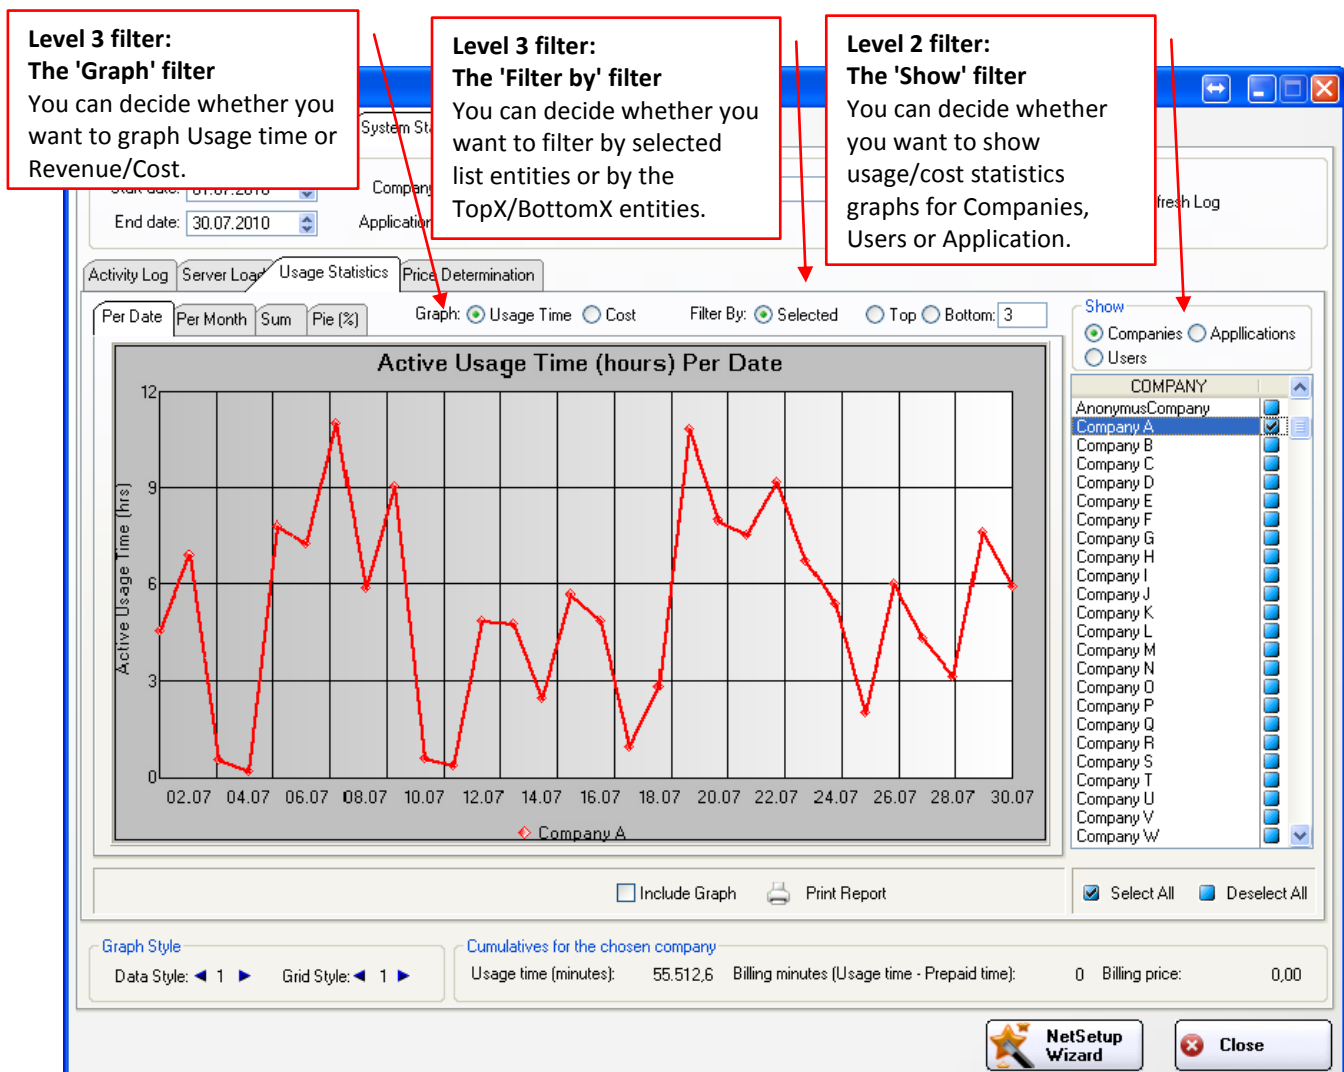 Level 3 filter:
The 'Graph' filter
You can decide whether you
want to graph Usage time or
Revenue/Cost.
Level 3 filter:
The 'Filter by' filter
You can decide whether you
want to filter by selected
list entities or by the
TopX/BottomX entities.
Level 2 filter:
The 'Show' filter
You can decide whether
you want to show
usage/cost statistics
graphs for Companies,
Users or Application.
System Sta
Start date: 01.07.2010 Company
End date: 30.07.2010 Application
fresh Log
Activity Log Server Load Usage Statistics Price Determination
Per Date Per Month Sum Pie (%)
Graph: Usage Time Cost Filter By: Selected Top Bottom: 3
Show
Companies Appllications
Users
Active Usage Time (hours) Per Date
Active Usage Time (hrs)
12
9
6
3
0
02.07 04.07 06.07 08.07 10.07 12.07 14.07 16.07 18.07 20.07 22.07 24.07 26.07 28.07 30.07
Company A
COMPANY
AnonymusCompany
Company A
Company B
Company C
Company D
Company E
Company F
Company G
Company H
Company I
Company J
Company K
Company L
Company M
Company N
Company O
Company P
Company Q
Company R
Company S
Company T
Company U
Company V
Company W
Include Graph Print Report
Select All Deselect All
Graph Style
Data Style: 1 Grid Style: 1
Cumulatives for the chosen company
Usage time (minutes): 55.512,6 Billing minutes (Usage time - Prepaid time): 0 Billing price: 0,00
NetSetup
Wizard
Close